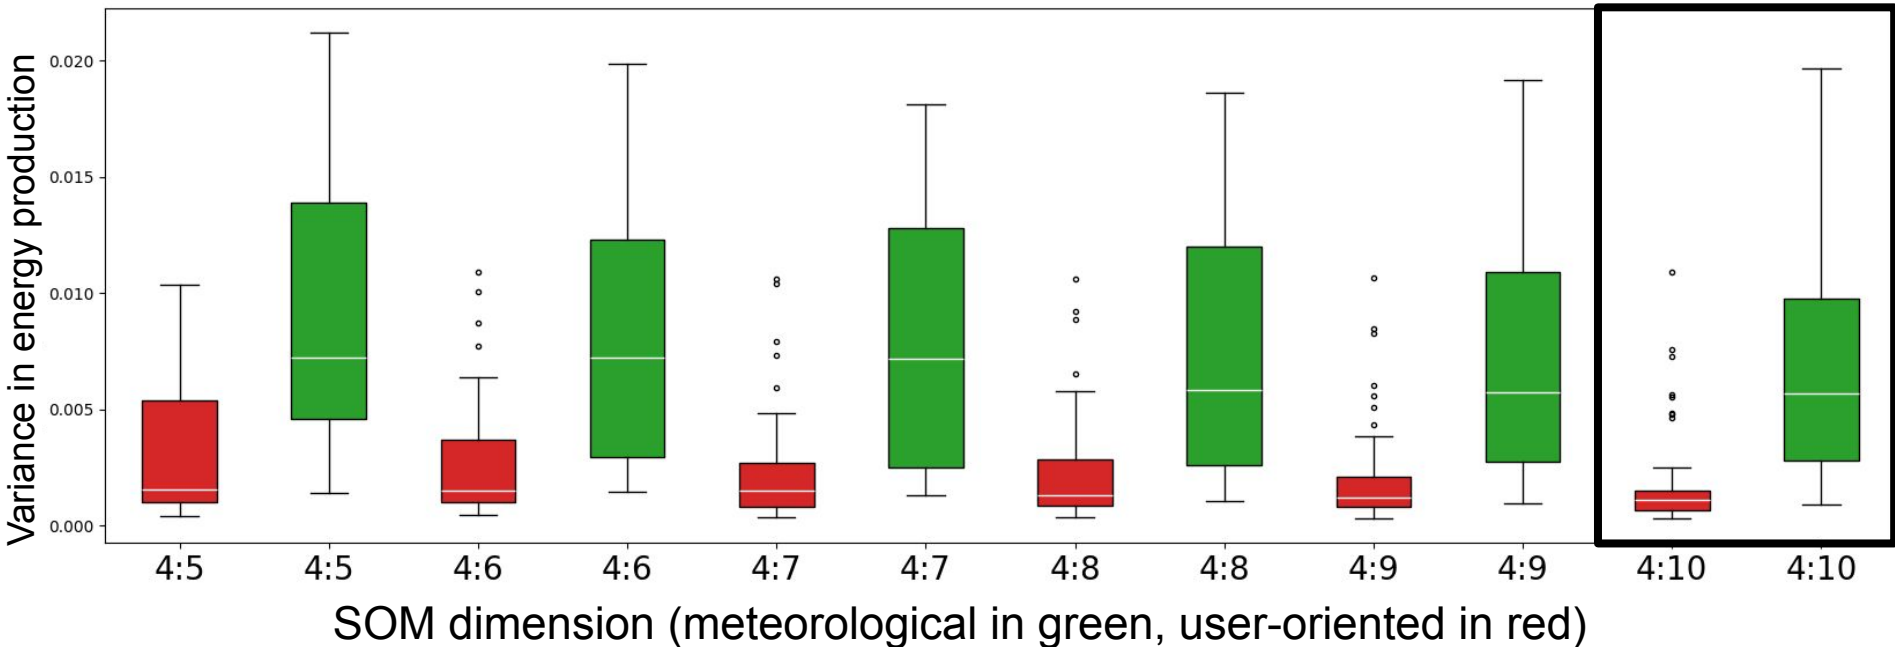 Variance in energy production
0.020
0.015
0.010
0.005
0.000
4:5 4:5 4:6 4:6 4:7 4:7 4:8 4:8 4:9 4:9 4:10 4:10
SOM dimension (meteorological in green, user-oriented in red)